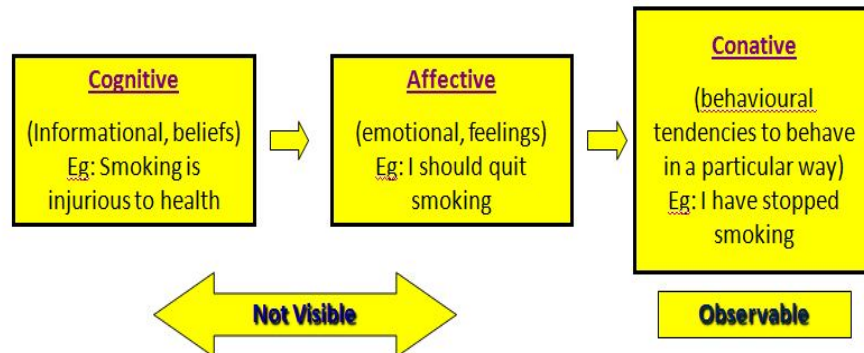 Cognitive
(Informational, beliefs)
Eg: Smoking is
injurious to health
Affective
(emotional, feelings)
Eg: I should quit
smoking
Conative
(behavioural
tendencies to behave
in a particular way)
Eg: I have stopped
smoking
Not Visible
Observable